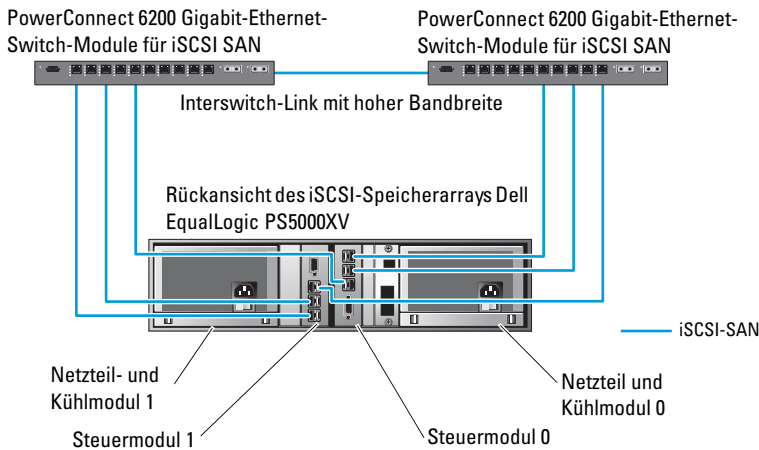 PowerConnect 6200 Gigabit-Ethernet-
Switch-Module für iSCSI SAN
PowerConnect 6200 Gigabit-Ethernet-
Switch-Module für iSCSI SAN
Interswitch-Link mit hoher Bandbreite
Rückansicht des iSCSI-Speicherarrays Dell
EqualLogic PS5000XV
iSCSI-SAN
Netzteil- und
Kühlmodul 1
Steuermodul 1
Steuermodul 0
Netzteil und
Kühlmodul 0